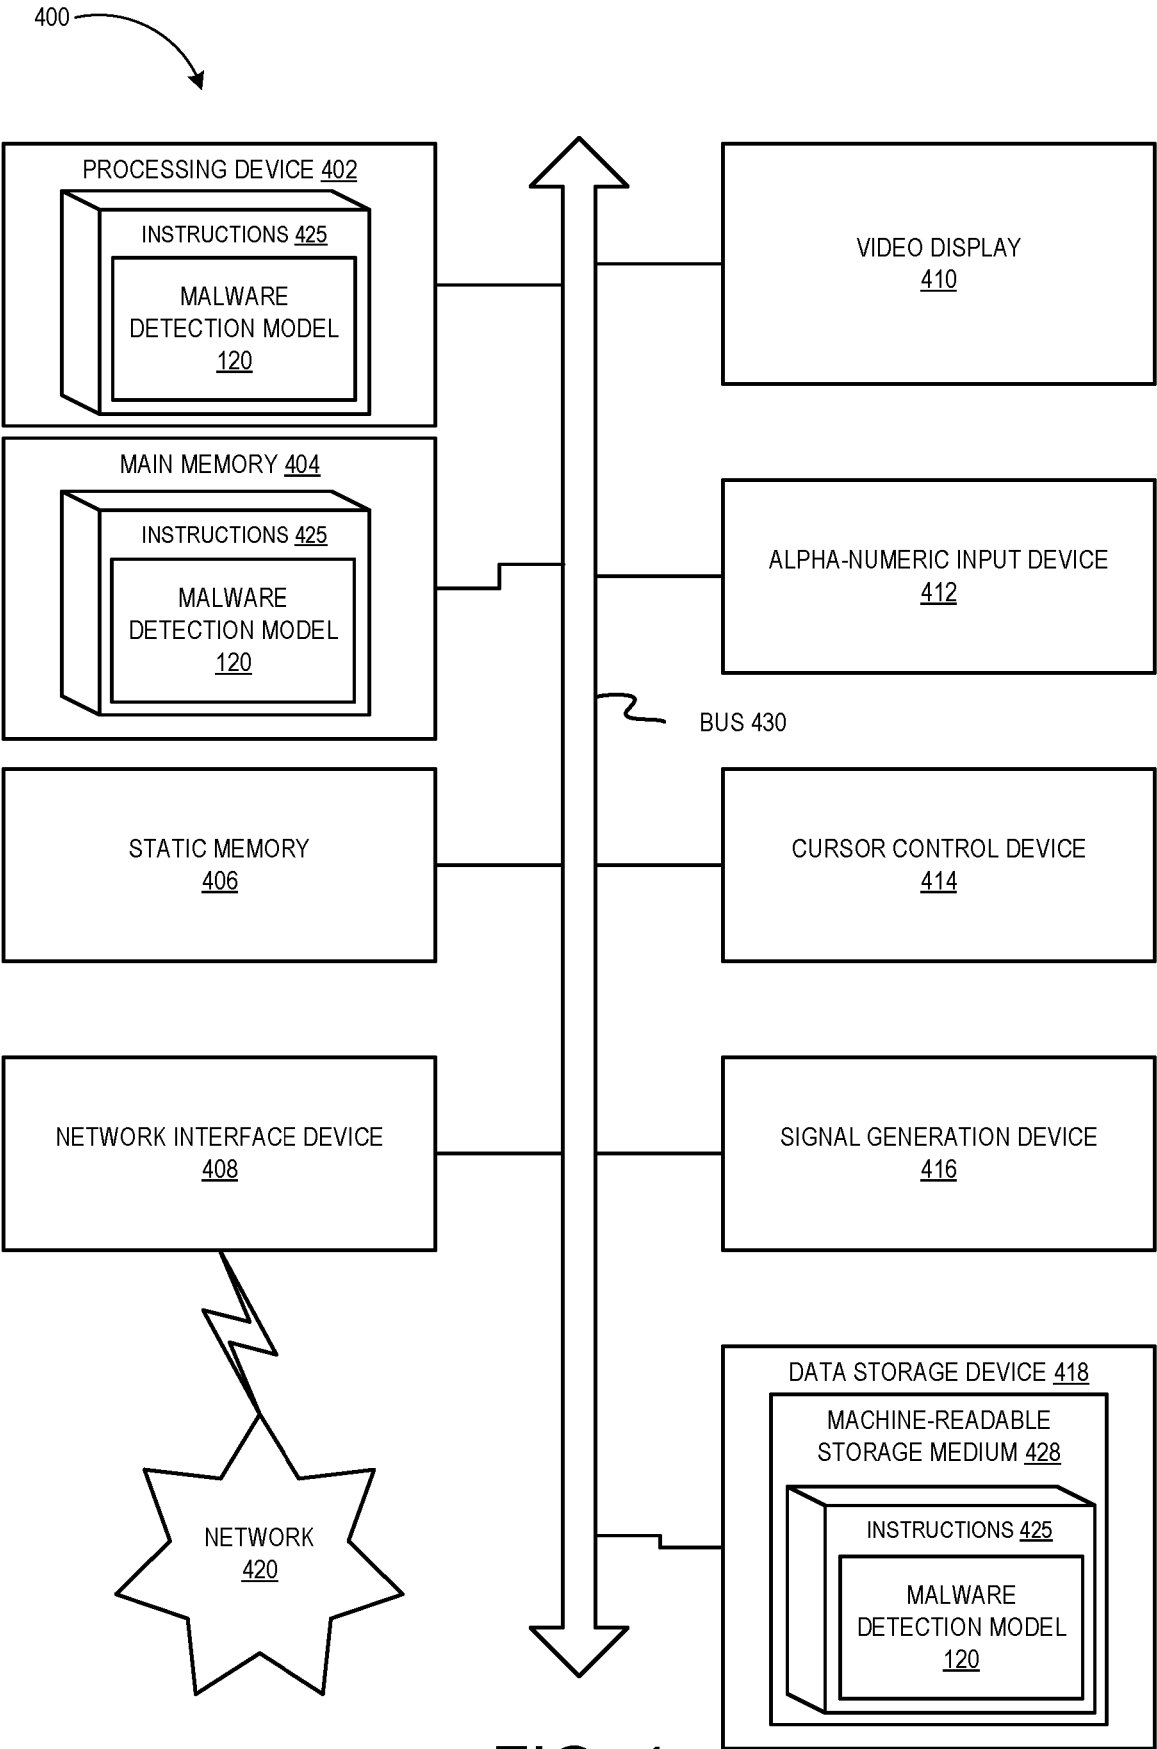 400
PROCESSING DEVICE 402
INSTRUCTIONS 425
MALWARE
DETECTION MODEL
120
MAIN MEMORY 404
INSTRUCTIONS 425
MALWARE
DETECTION MODEL
120
STATIC MEMORY
406
NETWORK INTERFACE DEVICE
408
NETWORK
420
VIDEO DISPLAY
410
ALPHA-NUMERIC INPUT DEVICE
412
BUS 430
CURSOR CONTROL DEVICE
414
SIGNAL GENERATION DEVICE
416
DATA STORAGE DEVICE 418
MACHINE-READABLE
STORAGE MEDIUM 428
INSTRUCTIONS 425
MALWARE
DETECTION MODEL
120